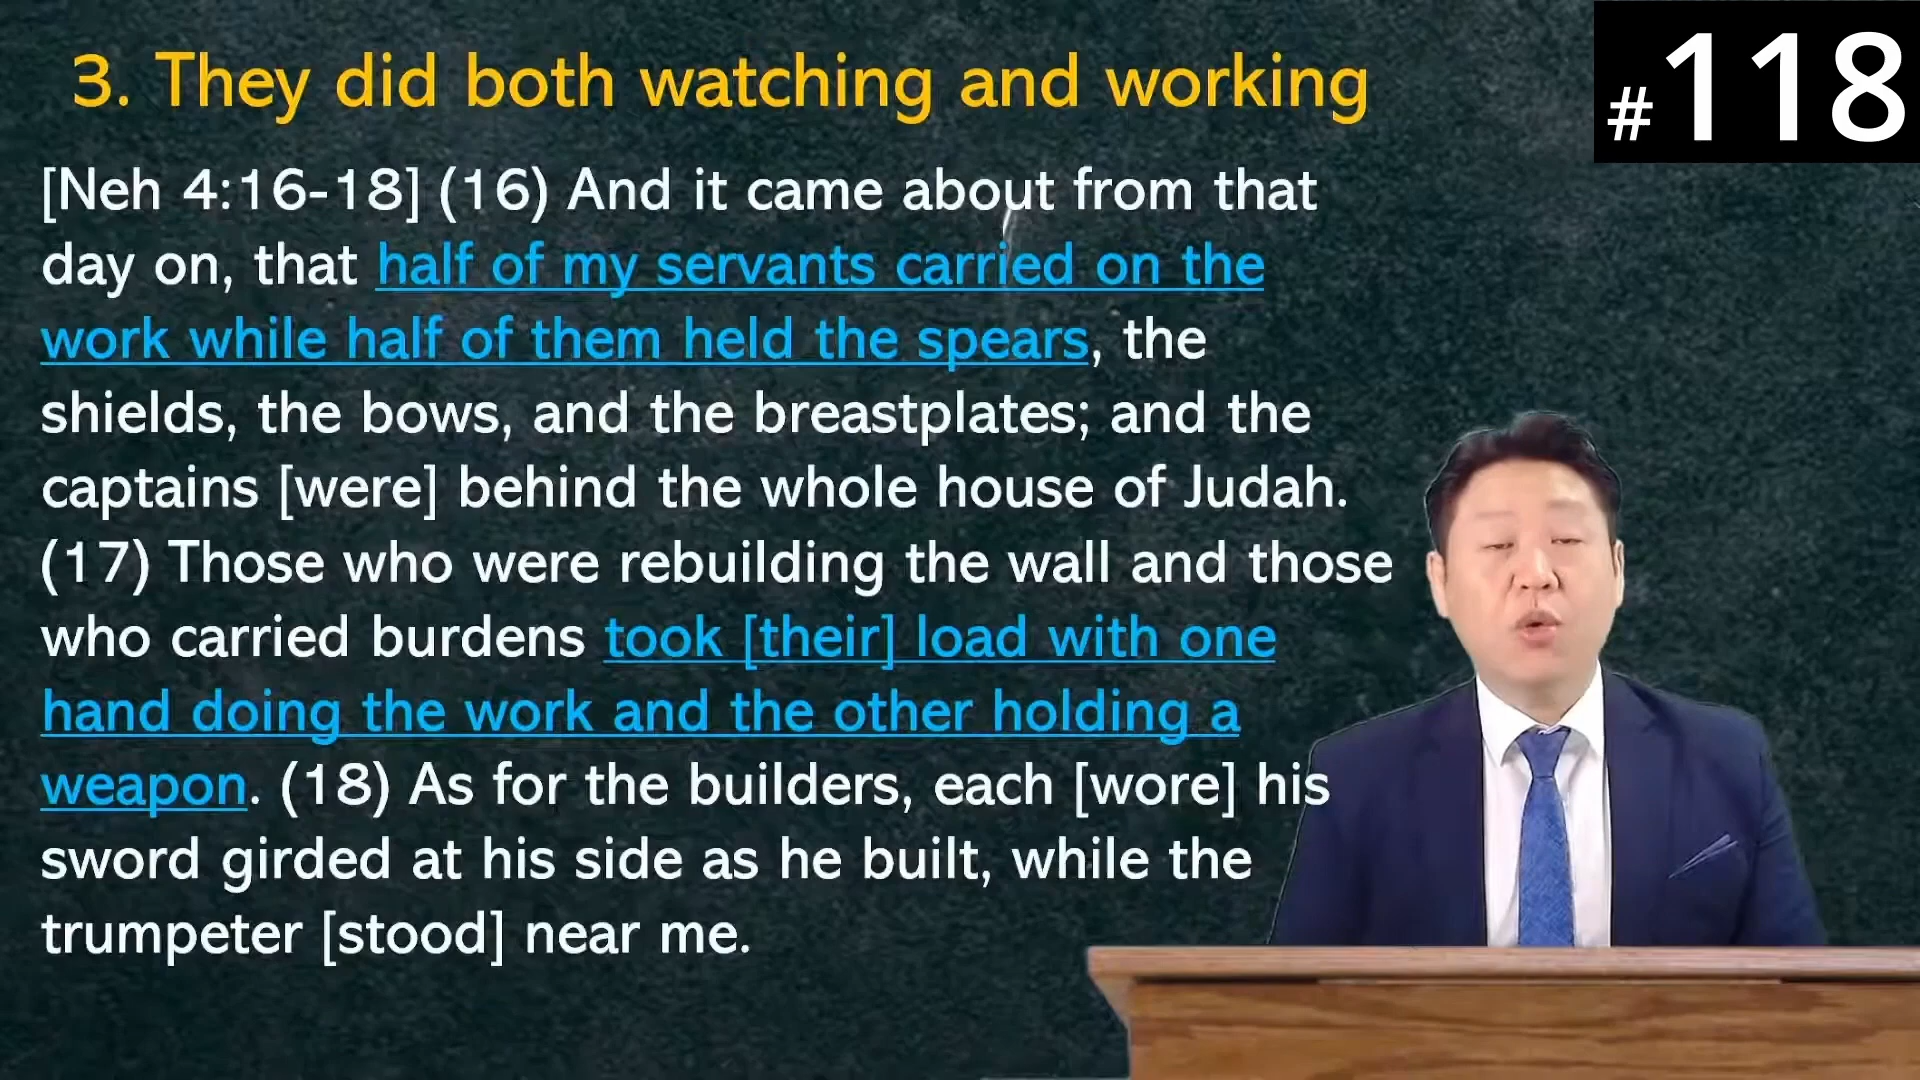 3. They did both watching and working
#118
[Neh 4:16-18] (16) And it came about from that
day on, that half of my servants carried on the
work while half of them held the spears, the
shields, the bows, and the breastplates; and the
captains [were] behind the whole house of Judah.
(17) Those who were rebuilding the wall and those
who carried burdens took [their] load with one
hand doing the work and the other holding a
weapon. (18) As for the builders, each [wore] his
sword girded at his side as he built, while the
trumpeter [stood] near me.